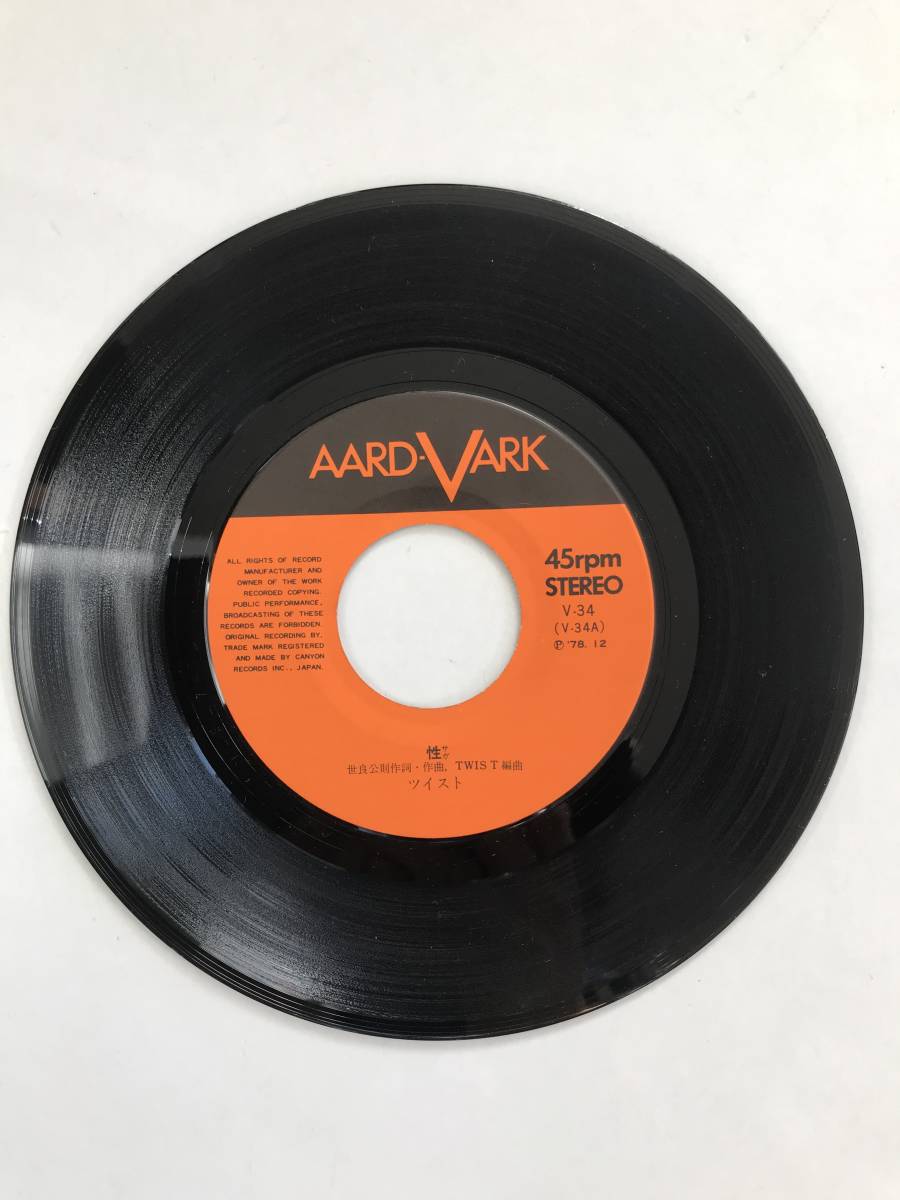 AARD-VARK
ALL RIGHTS OF RECORD
MANUFACTURER AND
OWNER OF THE WORK
RECORDED COPYING.
PUBLIC PERFORMANCE,
BROADCASTING OF THESE
RECORDS ARE FORBIDDEN.
ORIGINAL RECORDING BY,
TRADE MARK REGISTERED
AND MADE BY CANYON
RECORDS INC., JAPAN.
45rpm
STEREO
V・34
(V・34A)
Ⓟ '78. 12
性 サガ
世良公則作詞・作曲, TWIST編曲
ツイスト